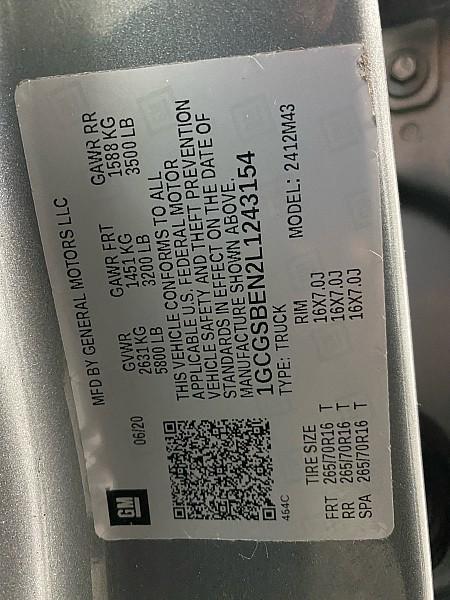 GM
06/20
MFD BY GENERAL MOTORS LLC
GVWR GAWR FRT GAWR RR
2631 KG 1451 KG 1588 KG
5800 LB 3200 LB 3500 LB
THIS VEHICLE CONFORMS TO ALL
APPLICABLE U.S. FEDERAL MOTOR
VEHICLE SAFETY AND THEFT PREVENTION
STANDARDS IN EFFECT ON THE DATE OF
MANUFACTURE SHOWN ABOVE.
1GCGSBEN2L1243154
464C
TYPE: TRUCK MODEL: 2412M43
TIRE SIZE RIM
FRT 265/70R16 T 16X7.0J
RR 265/70R16 T 16X7.0J
SPA 265/70R16 T 16X7.0J